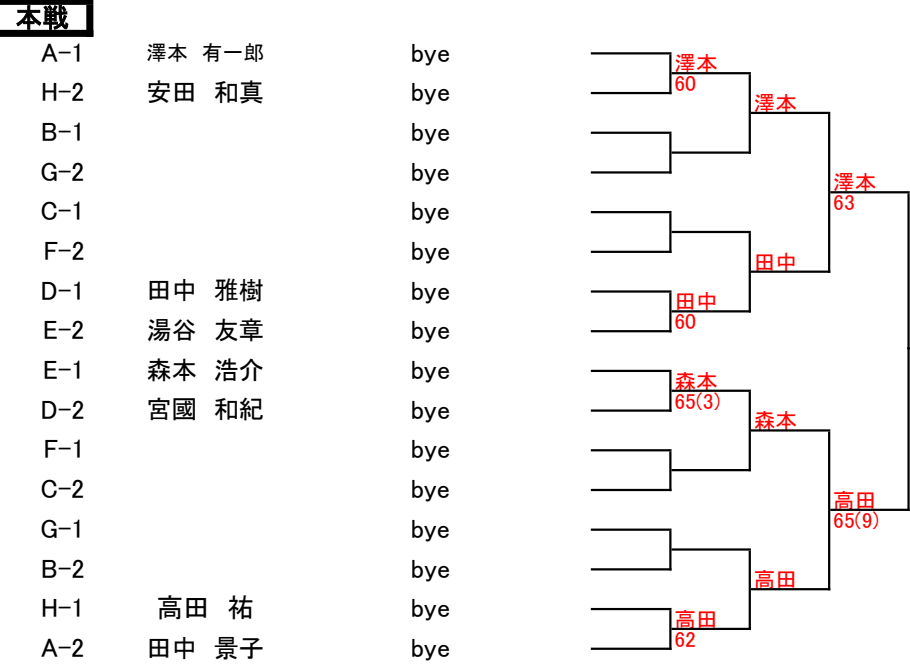 本戦
A-1 澤本 有一郎 bye
H-2 安田 和真 bye
B-1 bye
G-2 bye
C-1 bye
F-2 bye
D-1 田中 雅樹 bye
E-2 湯谷 友章 bye
E-1 森本 浩介 bye
D-2 宮國 和紀 bye
F-1 bye
C-2 bye
G-1 bye
B-2 bye
H-1 高田 祐 bye
A-2 田中 景子 bye
澤本
60
田中
60
森本
65(3)
高田
62
澤本
田中
森本
高田
澤本
63
高田
65(9)